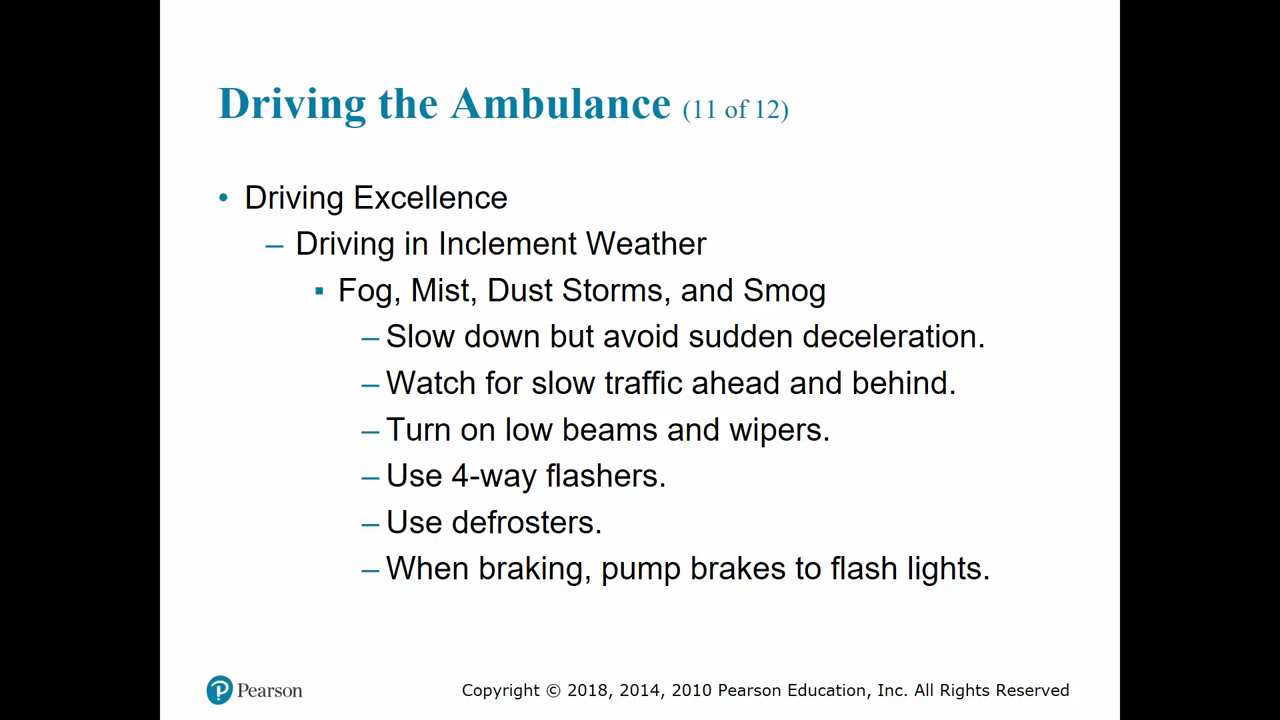 Driving the Ambulance (11 of 12)
• Driving Excellence
– Driving in Inclement Weather
▪ Fog, Mist, Dust Storms, and Smog
– Slow down but avoid sudden deceleration.
– Watch for slow traffic ahead and behind.
– Turn on low beams and wipers.
– Use 4-way flashers.
– Use defrosters.
– When braking, pump brakes to flash lights.
Pearson
Copyright © 2018, 2014, 2010 Pearson Education, Inc. All Rights Reserved